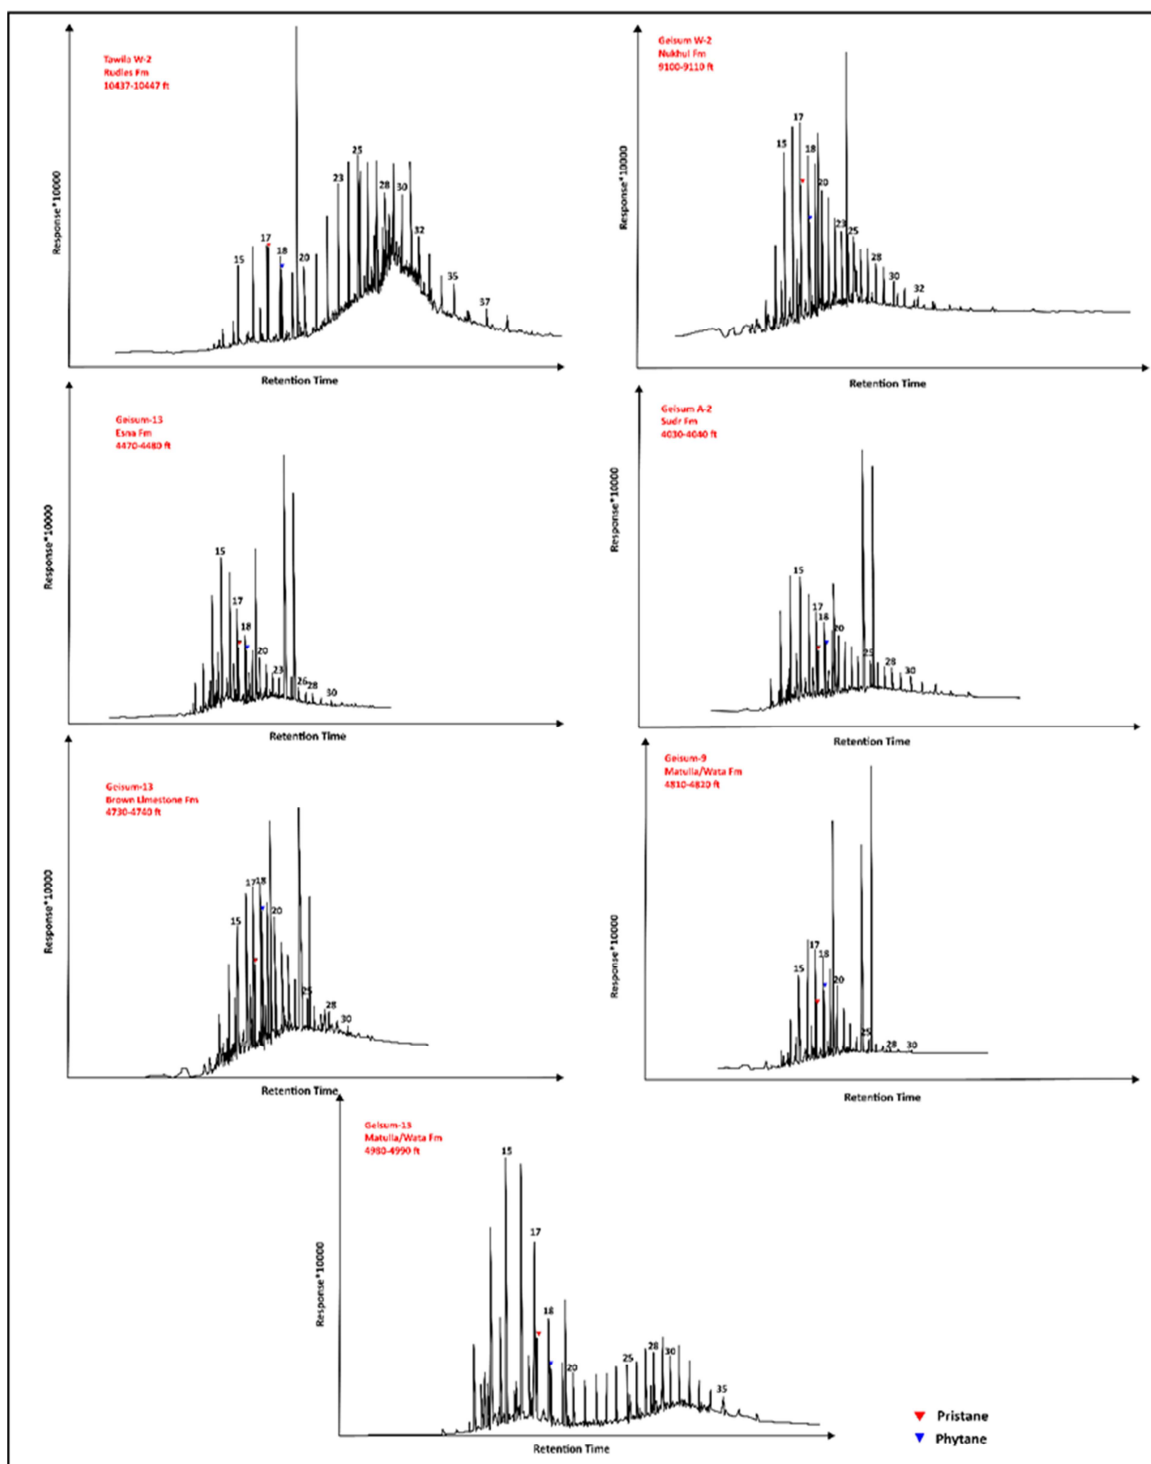 Tawila W-2
Rudies Fm
10437-10447 ft
Response*10000
15
17
18
20
23
25
28
30
32
35
37
Retention Time
Geisum W-2
Nukhul Fm
9100-9110 ft
Response*10000
15
17
18
20
23
25
28
30
32
Retention Time
Geisum-13
Esna Fm
4470-4480 ft
Response*10000
15
17
18
20
23
26
28
30
Retention Time
Geisum A-2
Sudr Fm
4030-4040 ft
Response*10000
15
17
18
20
25
28
30
Retention Time
Geisum-13
Brown Limestone Fm
4730-4740 ft
Response*10000
15
17
18
20
25
28
30
Retention Time
Geisum-9
Matulla/Wata Fm
4810-4820 ft
Response*10000
15
17
18
20
25
28
30
Retention Time
Geisum-13
Matulla/Wata Fm
4980-4990 ft
Response*10000
15
17
18
20
25
28
30
35
Retention Time
Pristane
Phytane